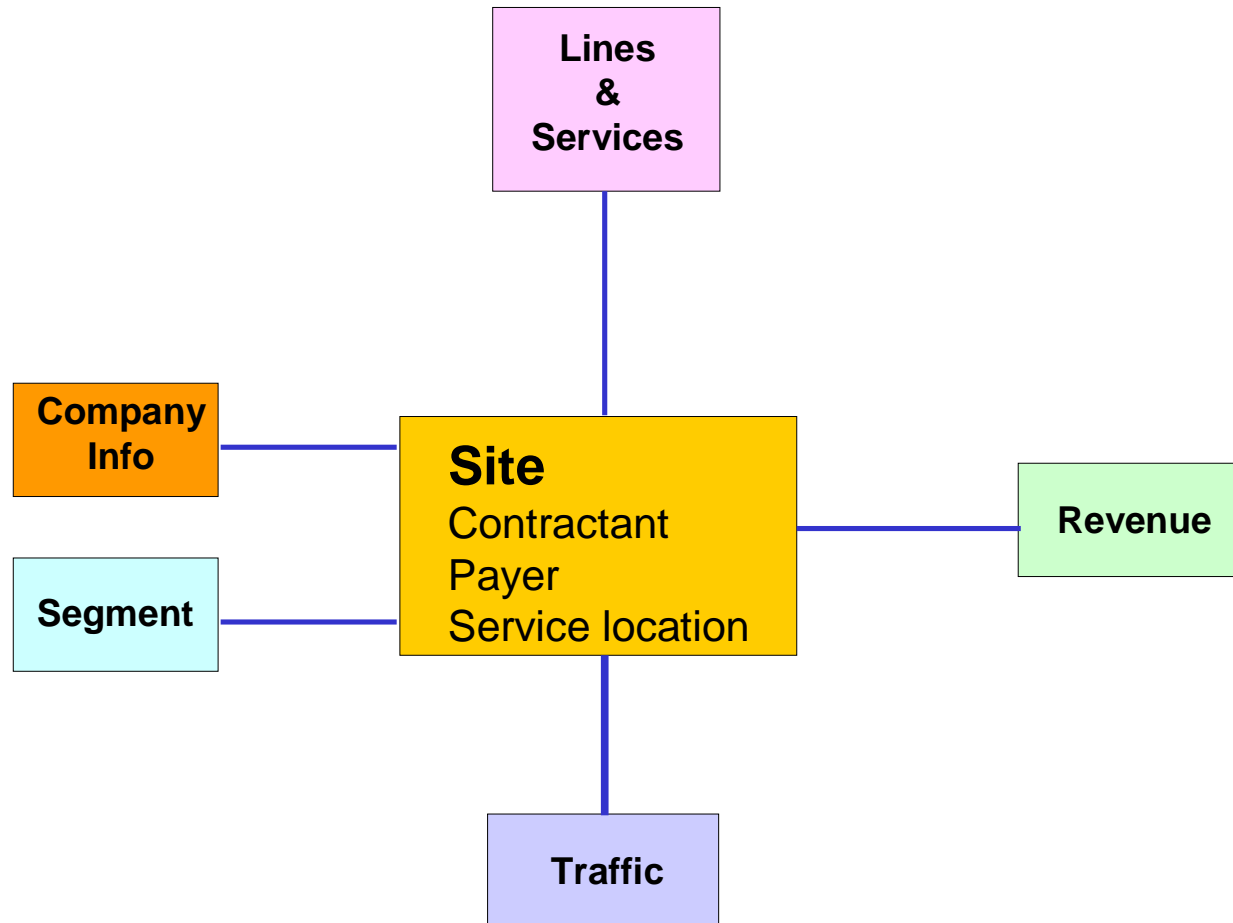 Lines
&
Services
Company
Info
Site
Contractant
Payer
Service location
Revenue
Segment
Traffic